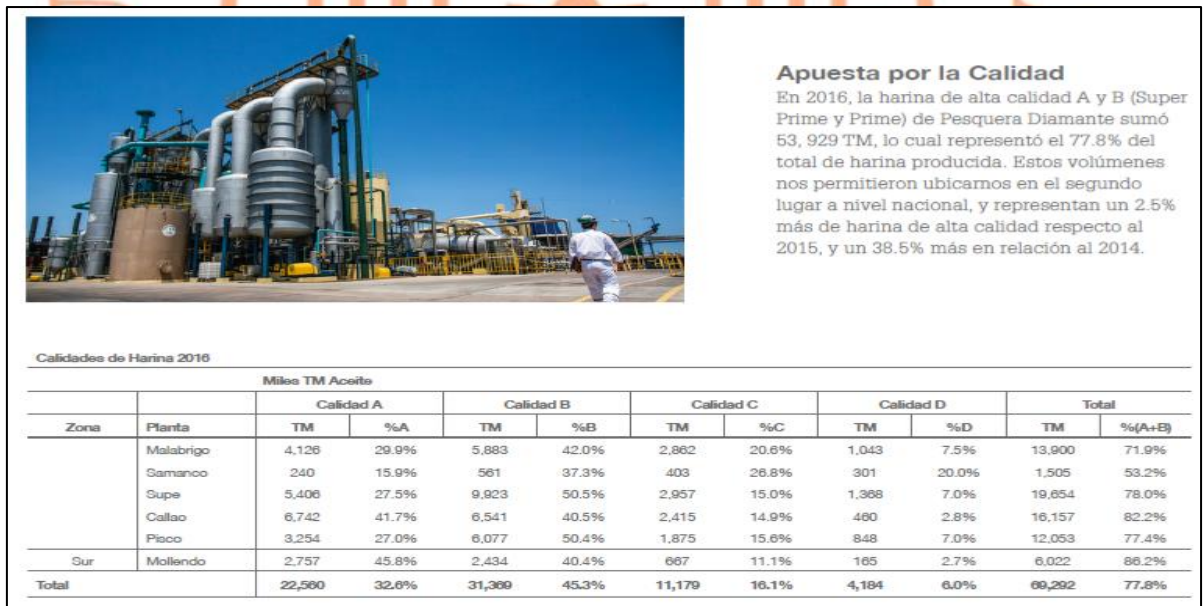 Apuesta por la Calidad
En 2016, la harina de alta calidad A y B (Super
Prime y Prime) de Pesquera Diamante sumó
53, 929 TM, lo cual representó el 77.8% del
total de harina producida. Estos volúmenes
nos permitieron ubicarnos en el segundo
lugar a nivel nacional, y representan un 2.5%
más de harina de alta calidad respecto al
2015, y un 38.5% más en relación al 2014.
Calidades de Harina 2016
Miles TM Aceite
Calidad A Calidad B Calidad C Calidad D Total
Zona Planta TM %A TM %B TM %C TM %D TM %(A+B)
Malabrigo 4,126 29.9% 5,883 42.0% 2,862 20.6% 1,043 7.5% 13,900 71.9%
Samanco 240 15.9% 561 37.3% 403 26.8% 301 20.0% 1,505 53.2%
Supe 5,406 27.5% 9,923 50.5% 2,957 15.0% 1,368 7.0% 19,654 78.0%
Callao 6,742 41.7% 6,541 40.5% 2,415 14.9% 460 2.8% 16,157 82.2%
Pisco 3,254 27.0% 6,077 50.4% 1,875 15.6% 848 7.0% 12,053 77.4%
Sur Mollendo 2,757 45.8% 2,434 40.4% 667 11.1% 165 2.7% 6,022 86.2%
Total 22,560 32.6% 31,369 45.3% 11,179 16.1% 4,184 6.0% 69,292 77.8%